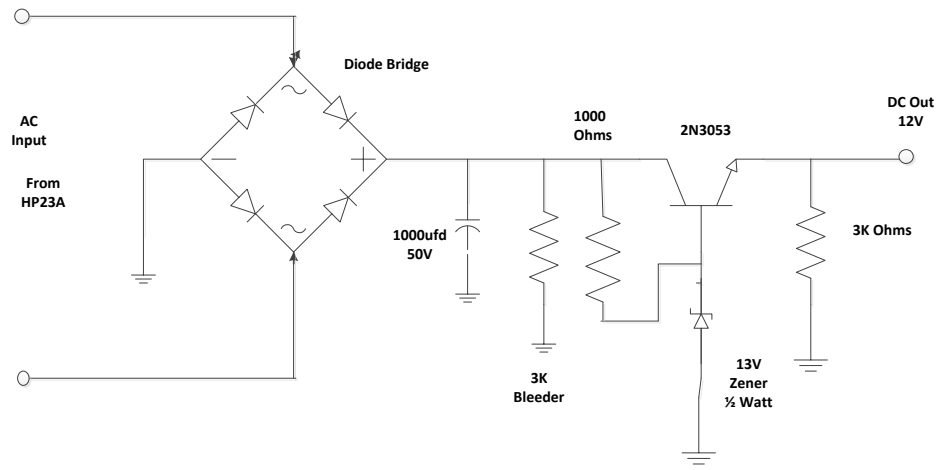 Diode Bridge
AC
Input
From
HP23A
1000
Ohms
2N3053
DC Out
12V
1000ufd
50V
3K Ohms
3K
Bleeder
13V
Zener
½ Watt